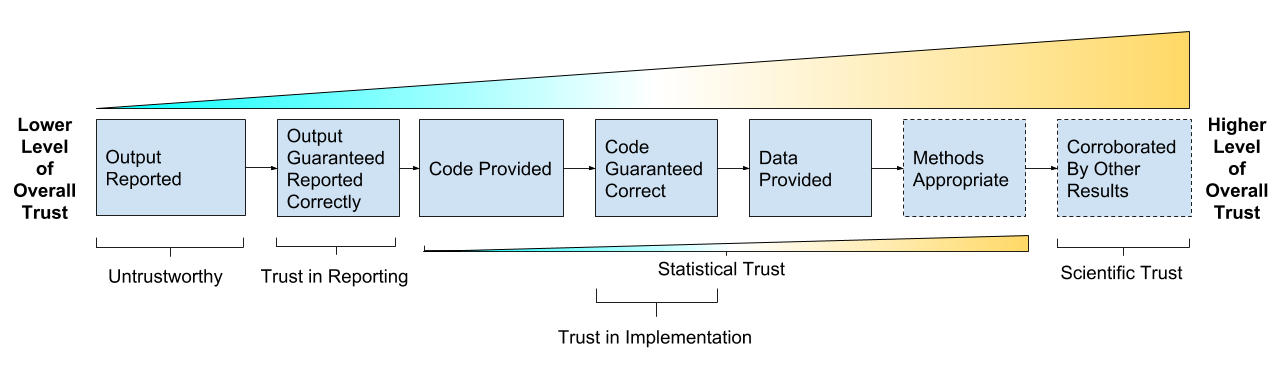 Lower
Level
of
Overall
Trust
Output
Reported
Output
Guaranteed
Reported
Correctly
Code Provided
Code
Guaranteed
Correct
Data
Provided
Methods
Appropriate
Corroborated
By Other
Results
Higher
Level
of
Overall
Trust
Untrustworthy
Trust in Reporting
Statistical Trust
Scientific Trust
Trust in Implementation